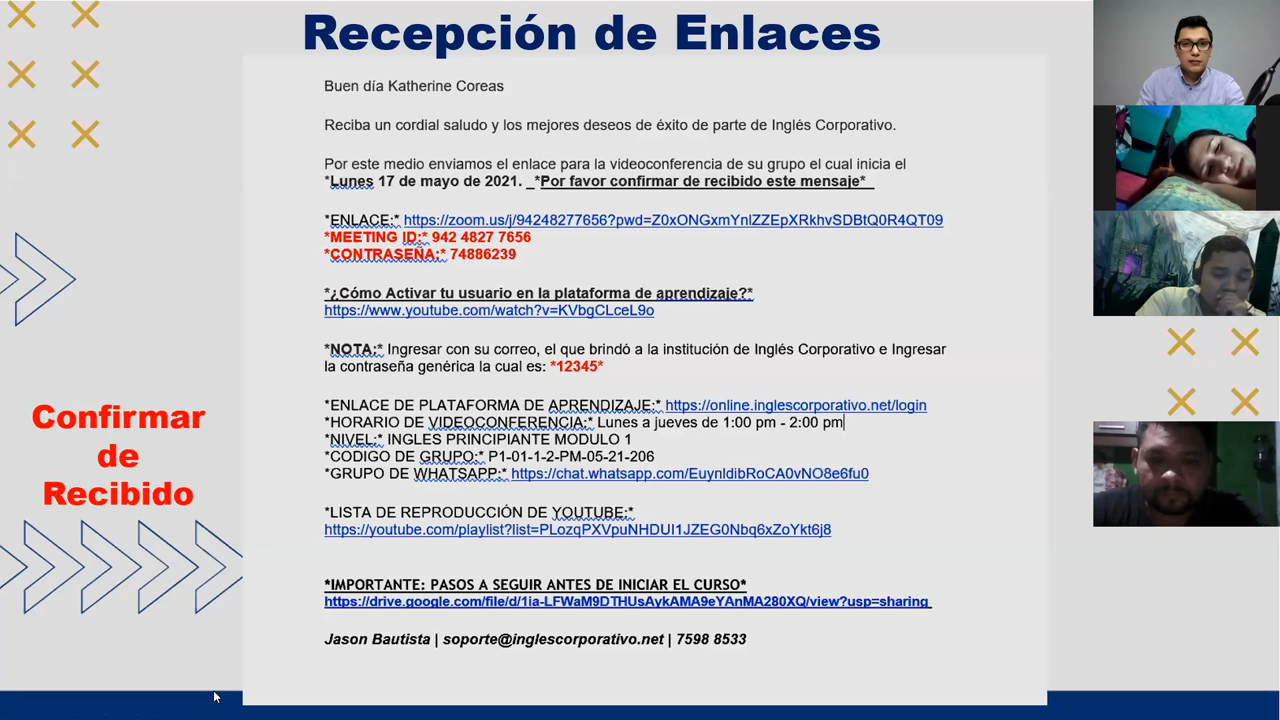 Recepción de Enlaces
Buen día Katherine Coreas
Reciba un cordial saludo y los mejores deseos de éxito de parte de Inglés Corporativo.
Por este medio enviamos el enlace para la videoconferencia de su grupo el cual inicia el
*Lunes 17 de mayo de 2021. _*Por favor confirmar de recibido este mensaje*_
*ENLACE:* https://zoom.us/j/94248277656?pwd=Z0xONGxmYnlZZEpXRkhvSDBtQ0R4QT09
*MEETING ID:* 942 4827 7656
*CONTRASEÑA:* 74886239
*¿Cómo Activar tu usuario en la plataforma de aprendizaje?*
https://www.youtube.com/watch?v=KVbgCLceL9o
*NOTA:* Ingresar con su correo, el que brindó a la institución de Inglés Corporativo e Ingresar
la contraseña genérica la cual es: *12345*
*ENLACE DE PLATAFORMA DE APRENDIZAJE:* https://online.inglescorporativo.net/login
*HORARIO DE VIDEOCONFERENCIA:* Lunes a jueves de 1:00 pm - 2:00 pm
*NIVEL:* INGLES PRINCIPIANTE MODULO 1
*CODIGO DE GRUPO:* P1-01-1-2-PM-05-21-206
*GRUPO DE WHATSAPP:* https://chat.whatsapp.com/EuynldibRoCA0vNO8e6fu0
*LISTA DE REPRODUCCIÓN DE YOUTUBE:*
https://youtube.com/playlist?list=PLozqPXVpuNHDUI1JZEG0Nbq6xZoYkt6j8
*IMPORTANTE: PASOS A SEGUIR ANTES DE INICIAR EL CURSO*
https://drive.google.com/file/d/1ia-LFWaM9DTHUsAykAMA9eYAnMA280XQ/view?usp=sharing
Jason Bautista | soporte@inglescorporativo.net | 7598 8533
Confirmar
de
Recibido